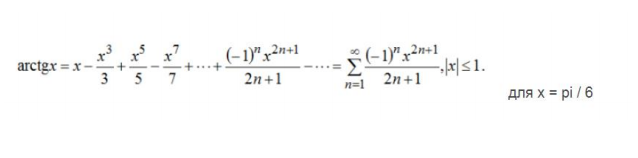 arctgx = x - x³/3 + x⁵/5 - x⁷/7 + ··· + (-1)ⁿx²ⁿ⁺¹/2n+1 - ··· = ∞∑n=1 (-1)ⁿx²ⁿ⁺¹/2n+1, |x| ≤ 1.
для x = pi / 6